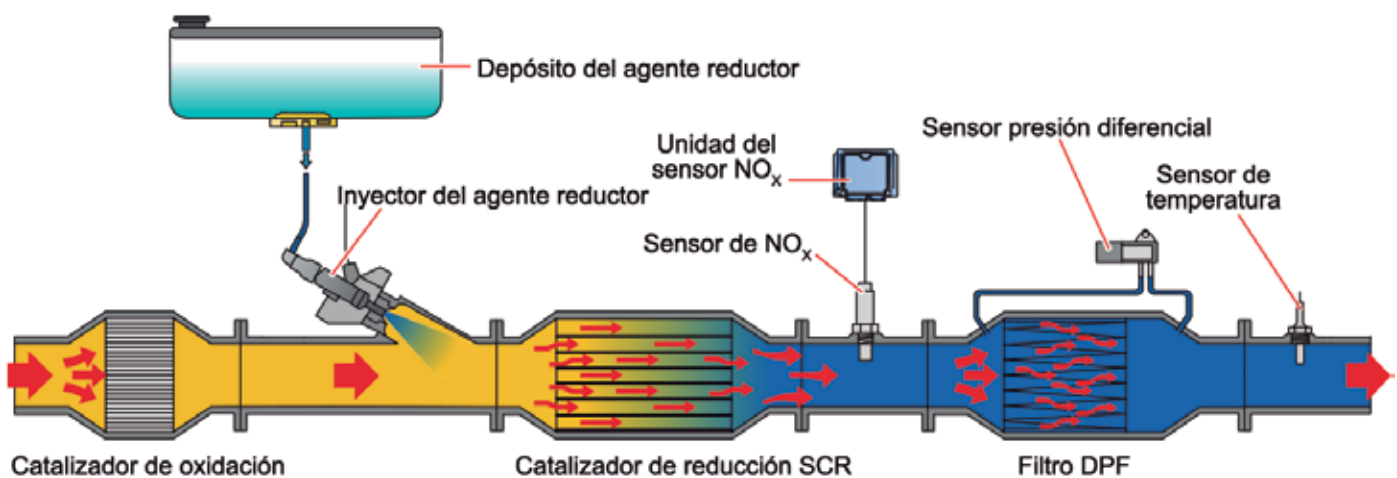 Depósito del agente reductor
Sensor presión diferencial
Unidad del
sensor NOx
Sensor de
temperatura
Inyector del agente reductor
Sensor de NOx
Catalizador de oxidación
Catalizador de reducción SCR
Filtro DPF